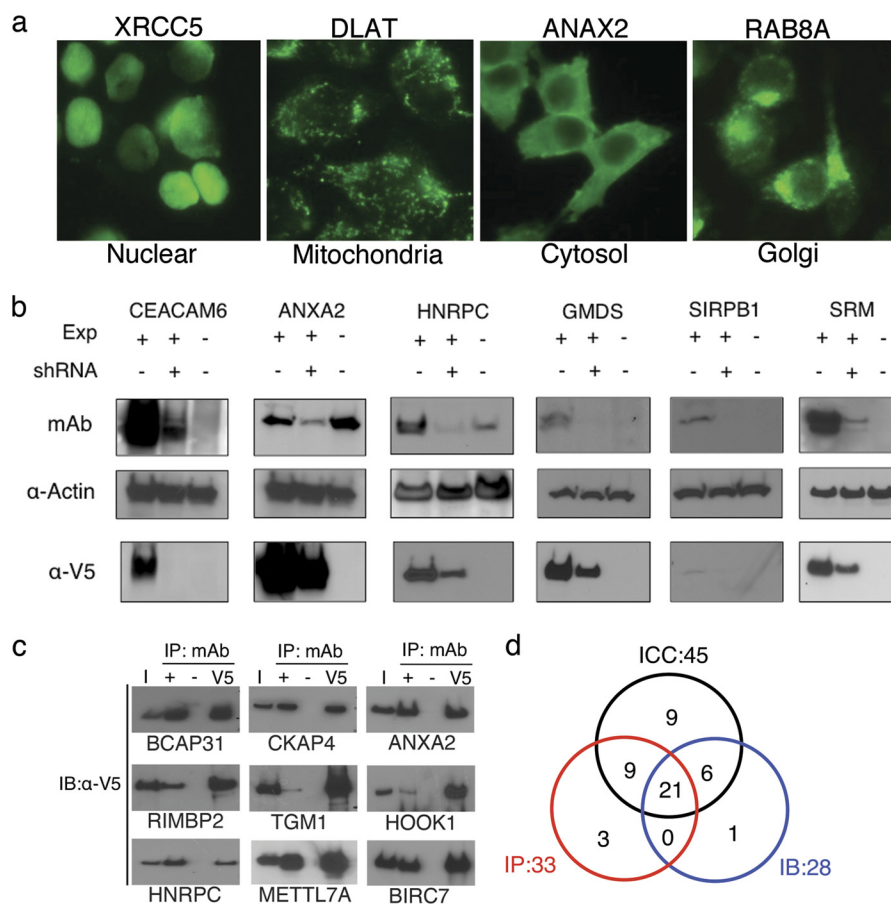 a
XRCC5 DLAT ANAX2 RAB8A
Nuclear Mitochondria Cytosol Golgi
b
CEACAM6 ANXA2 HNRPC GMDS SIRPB1 SRM
Exp + + - + + - + + - + + - + + - + + -
shRNA - + - + - + - + - + - +
mAb
α-Actin
α-V5
c
IP: mAb IP: mAb IP: mAb
I + - V5 I + - V5 I + - V5
BCAP31 CKAP4 ANXA2
IB:α-V5
RIMBP2 TGM1 HOOK1
HNRPC METTL7A BIRC7
d
ICC:45
9
9 6
21
3 0 1
IP:33 IB:28